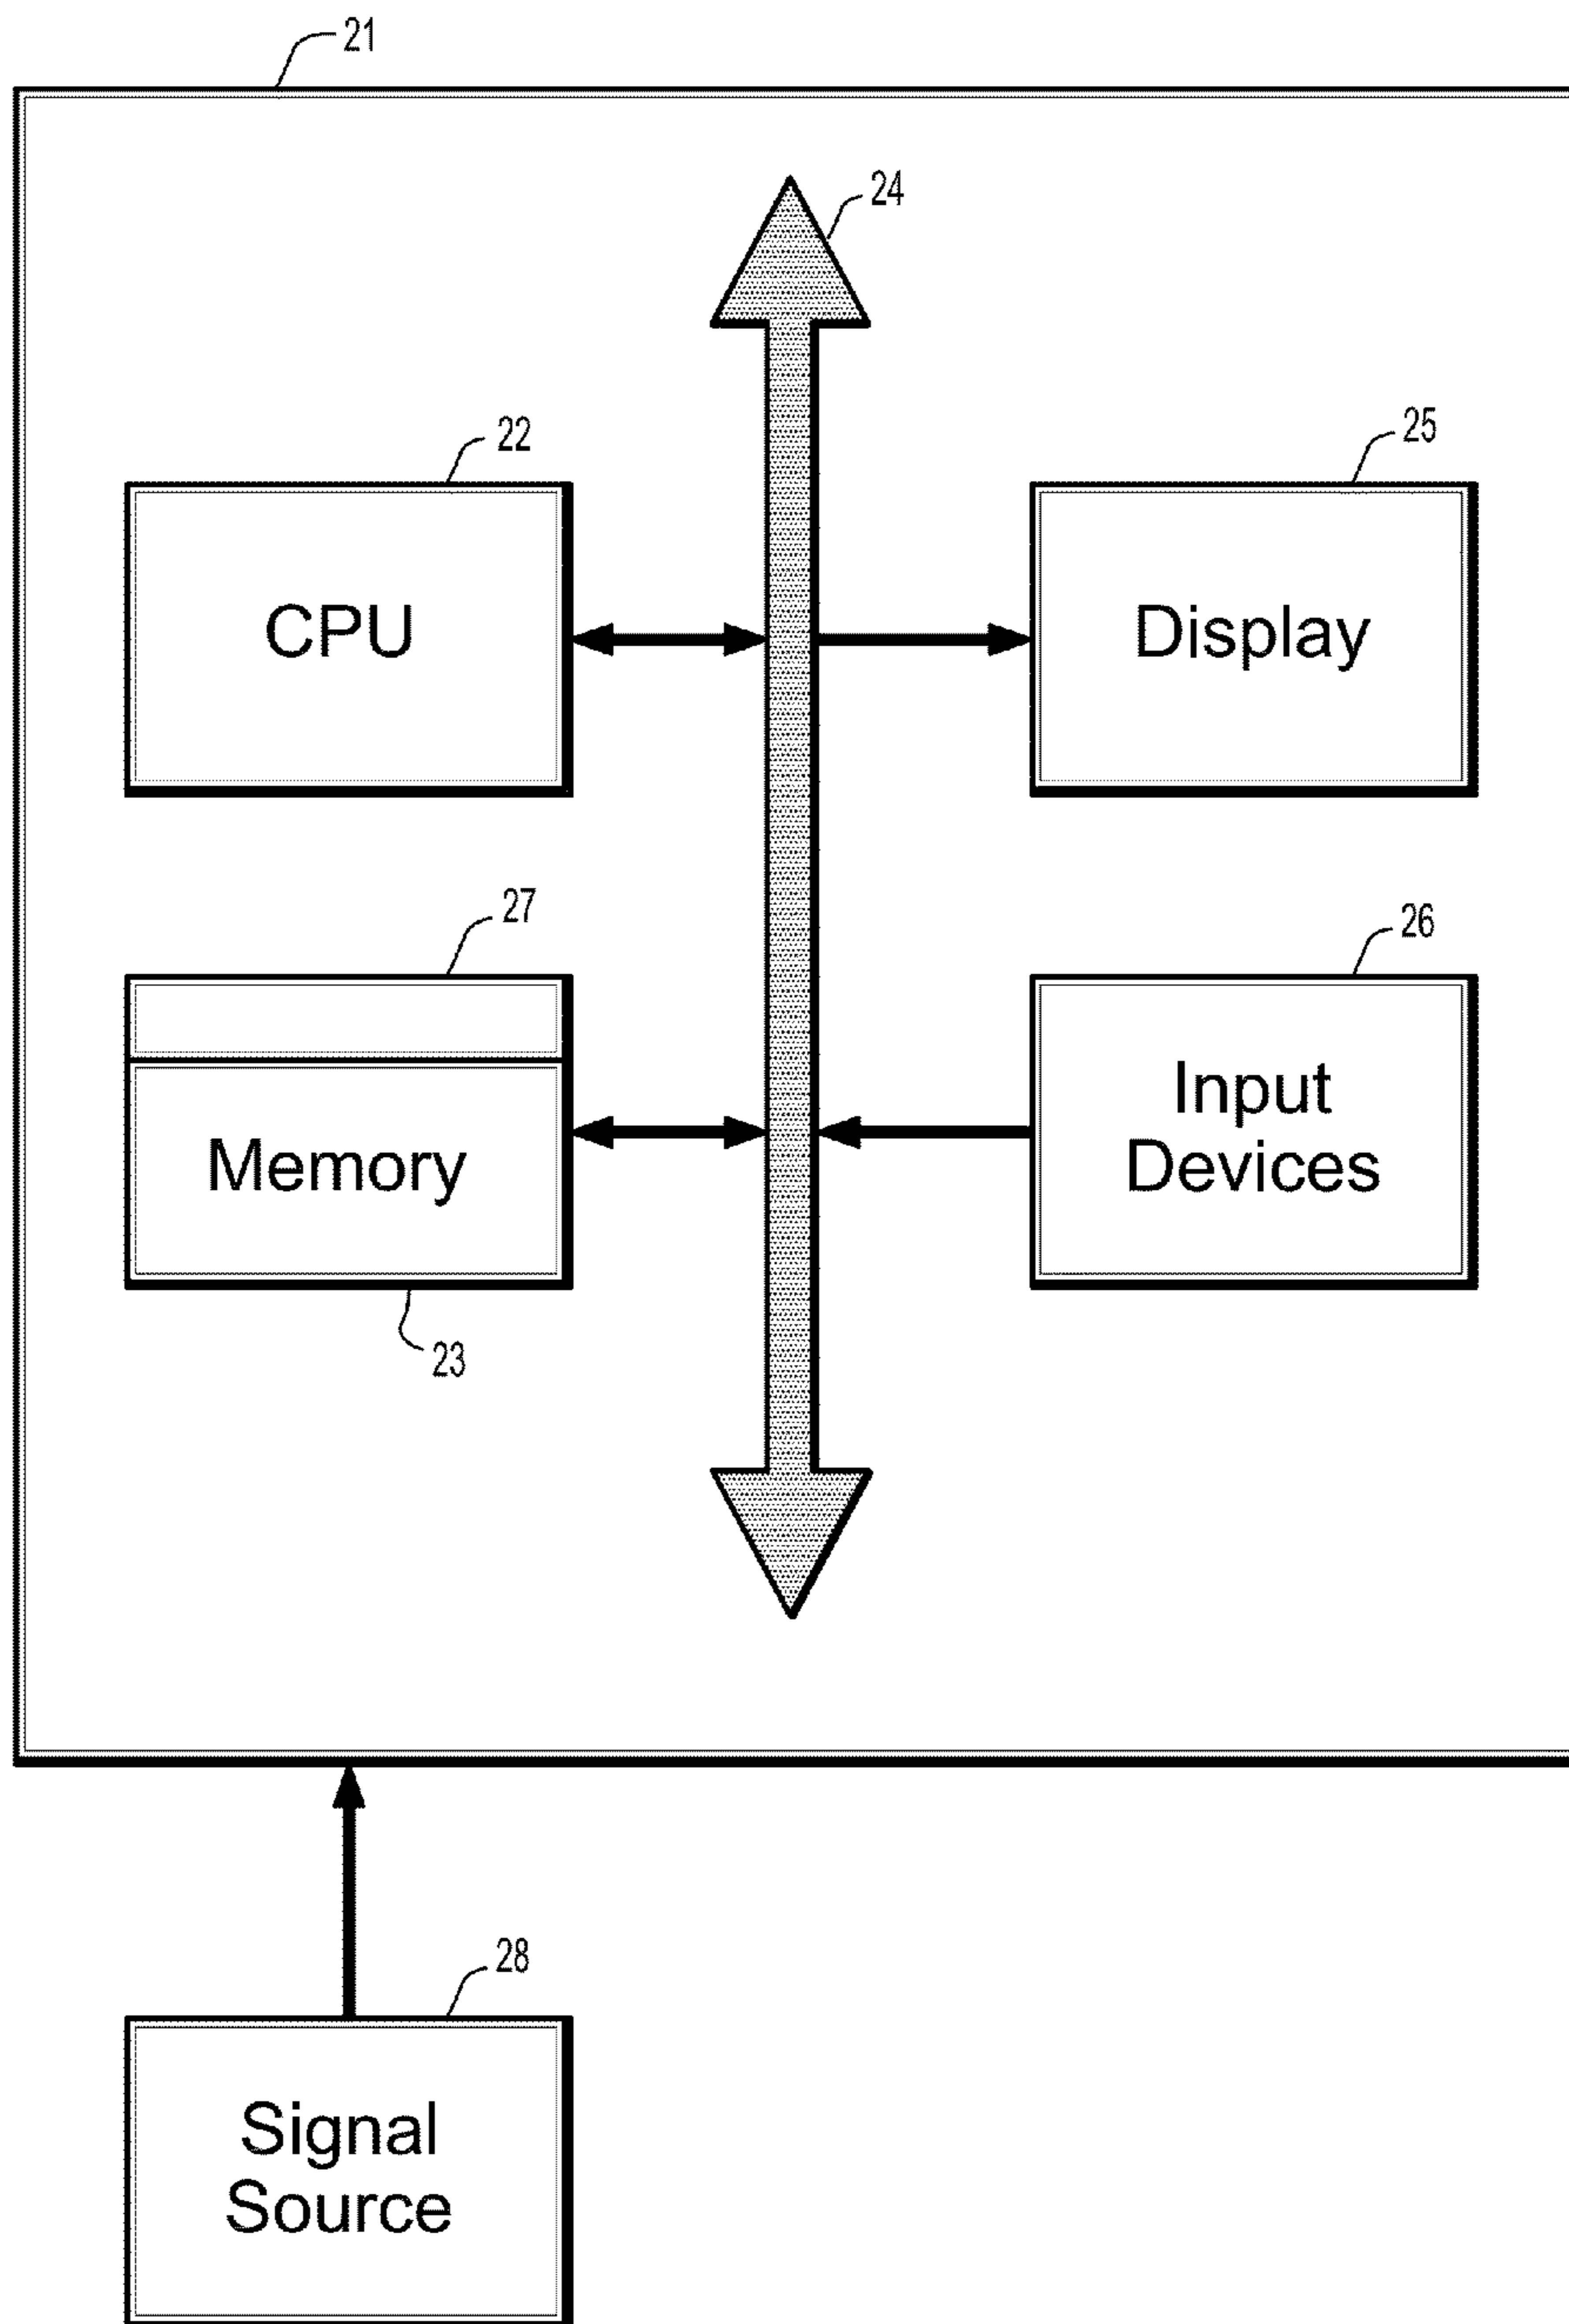 21
24
22
25
CPU
Display
27
26
Memory
Input
Devices
23
28
Signal
Source